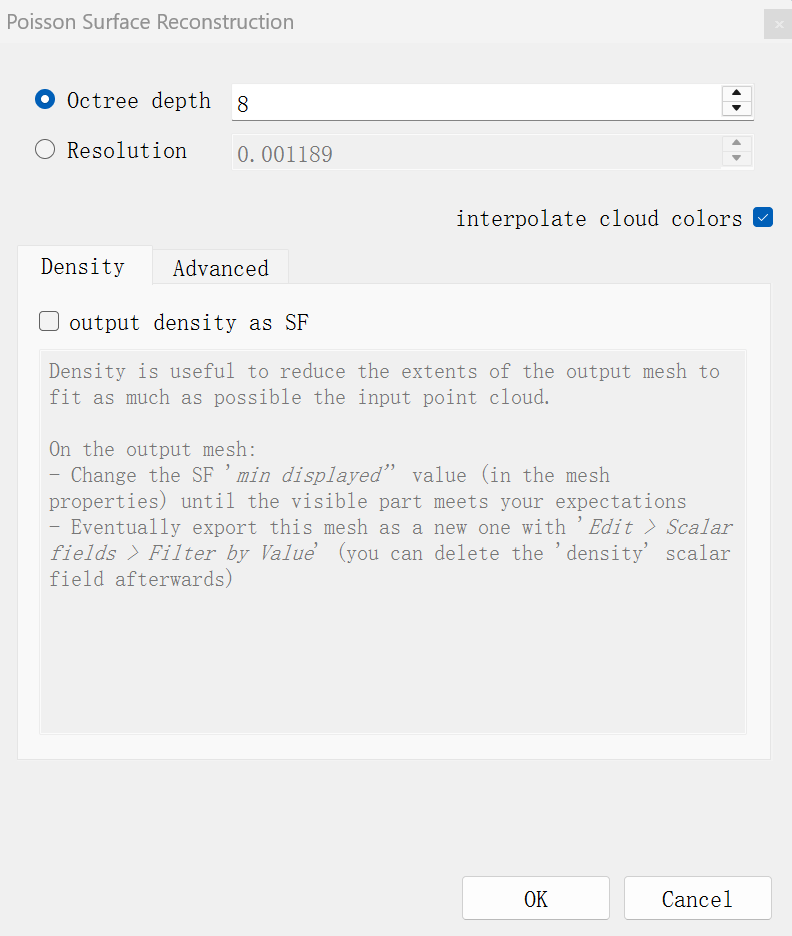 Poisson Surface Reconstruction
Octree depth 8
Resolution 0.001189
interpolate cloud colors
Density Advanced
output density as SF
Density is useful to reduce the extents of the output mesh to
fit as much as possible the input point cloud.
On the output mesh:
- Change the SF 'min displayed'' value (in the mesh
properties) until the visible part meets your expectations
- Eventually export this mesh as a new one with 'Edit > Scalar
fields > Filter by Value' (you can delete the 'density' scalar
field afterwards)
OK Cancel